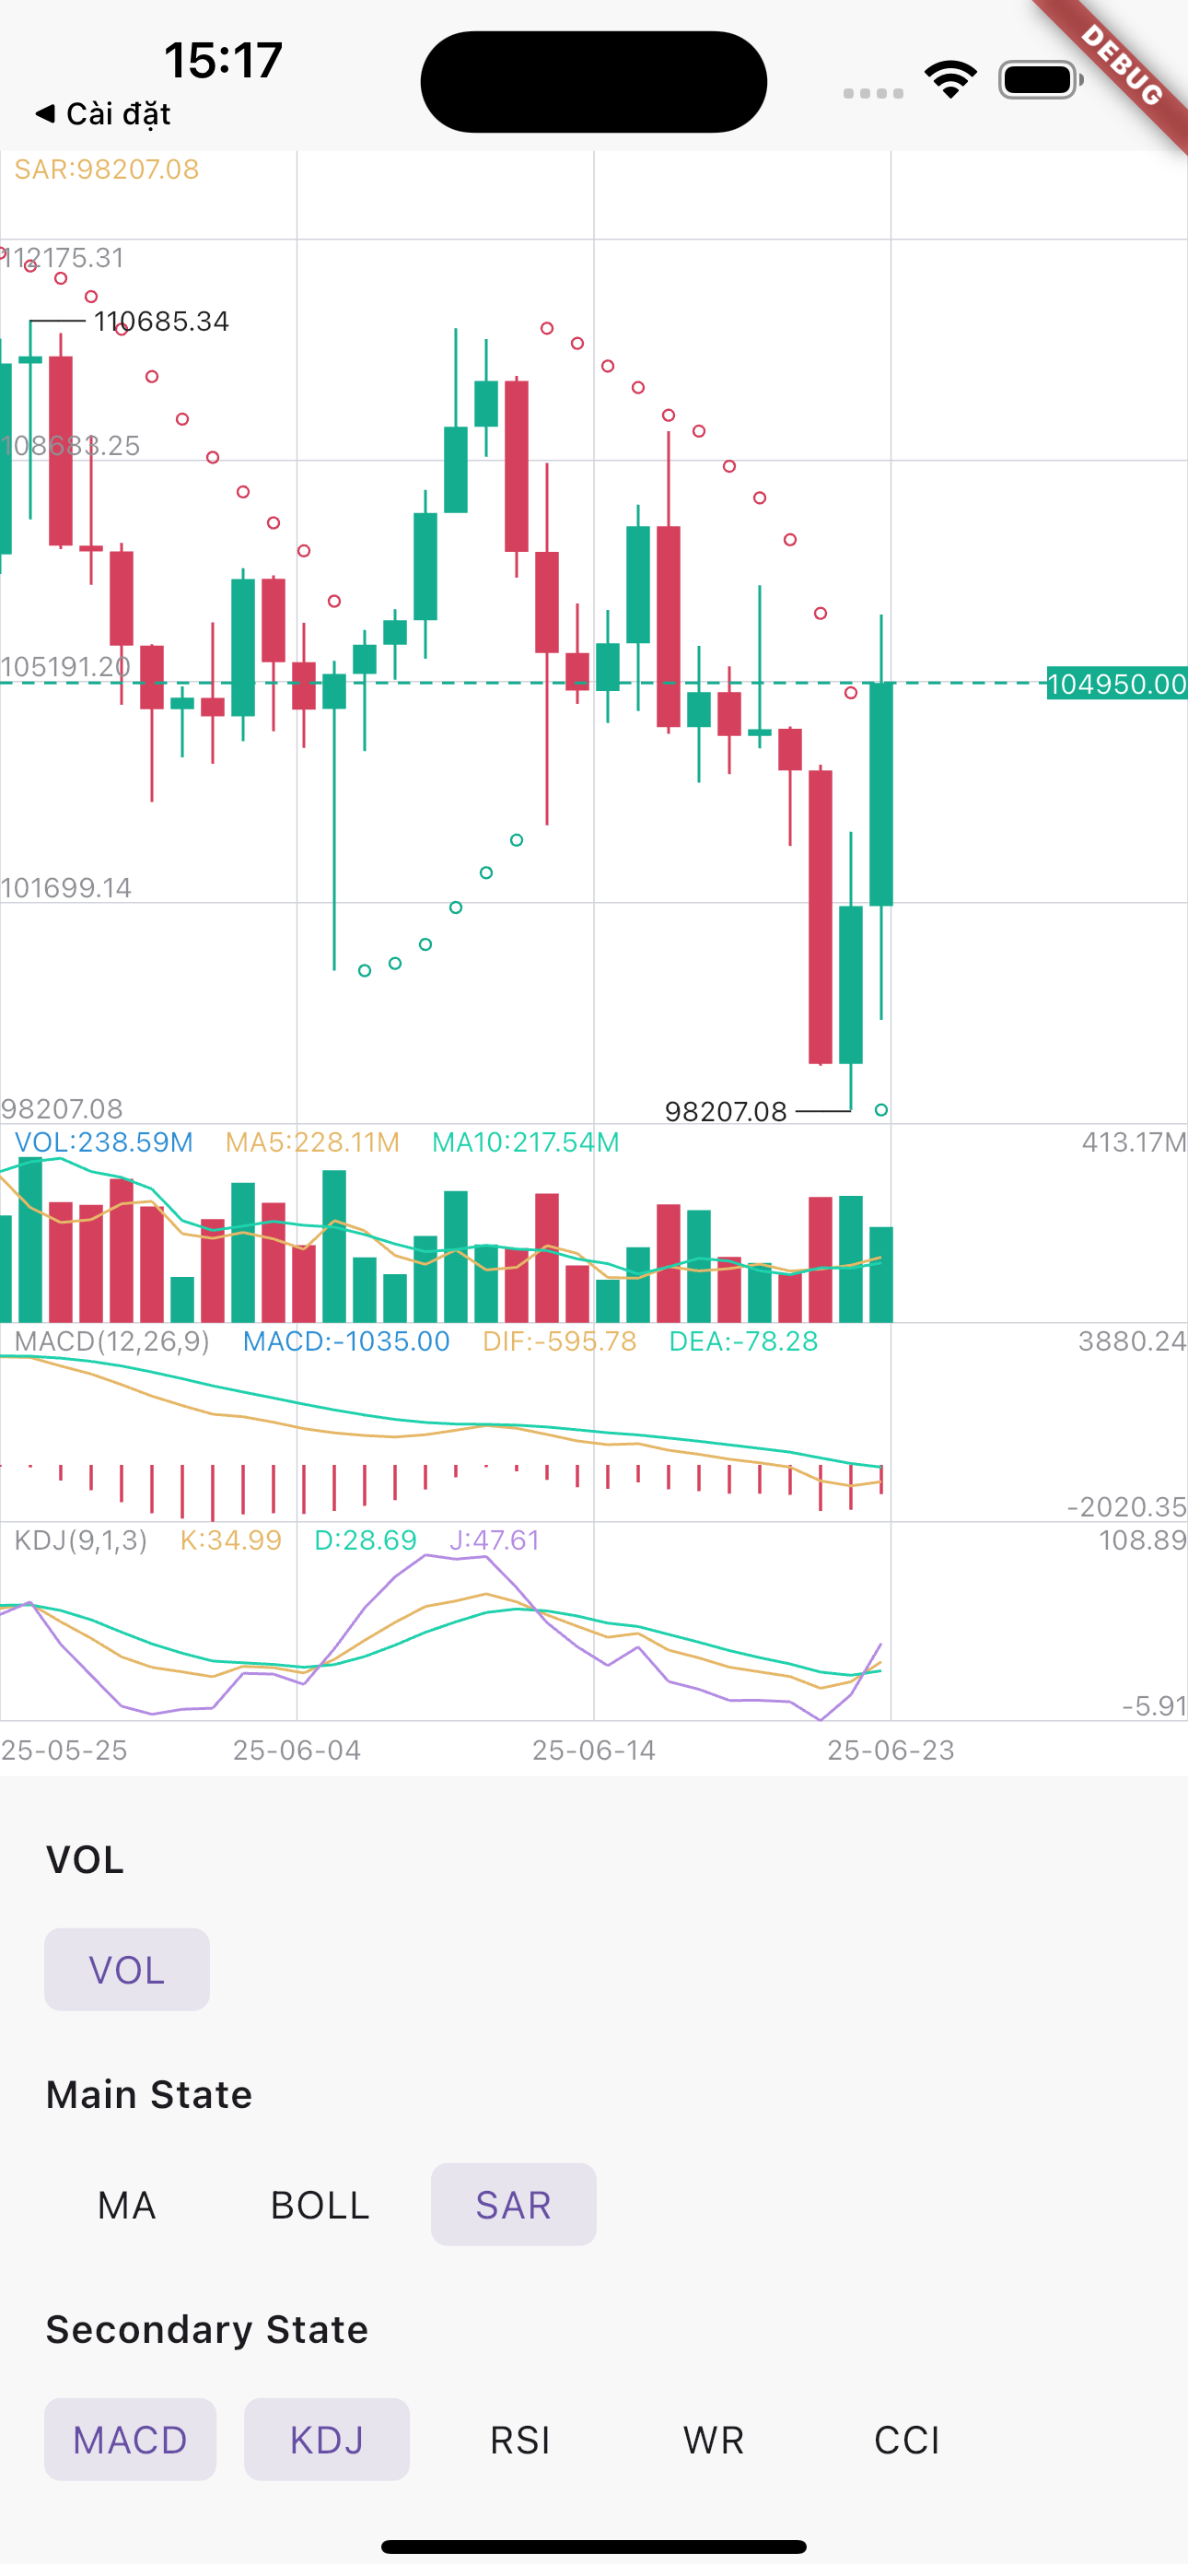 15:17
DEBUG
◀ Cài đặt
SAR:98207.08
112175.31
110685.34
108683.25
105191.20
104950.00
101699.14
98207.08
98207.08
VOL:238.59M MA5:228.11M MA10:217.54M 413.17M
MACD(12,26,9) MACD:-1035.00 DIF:-595.78 DEA:-78.28 3880.24
-2020.35
KDJ(9,1,3) K:34.99 D:28.69 J:47.61 108.89
-5.91
25-05-25 25-06-04 25-06-14 25-06-23
VOL
VOL
Main State
MA BOLL SAR
Secondary State
MACD KDJ RSI WR CCI